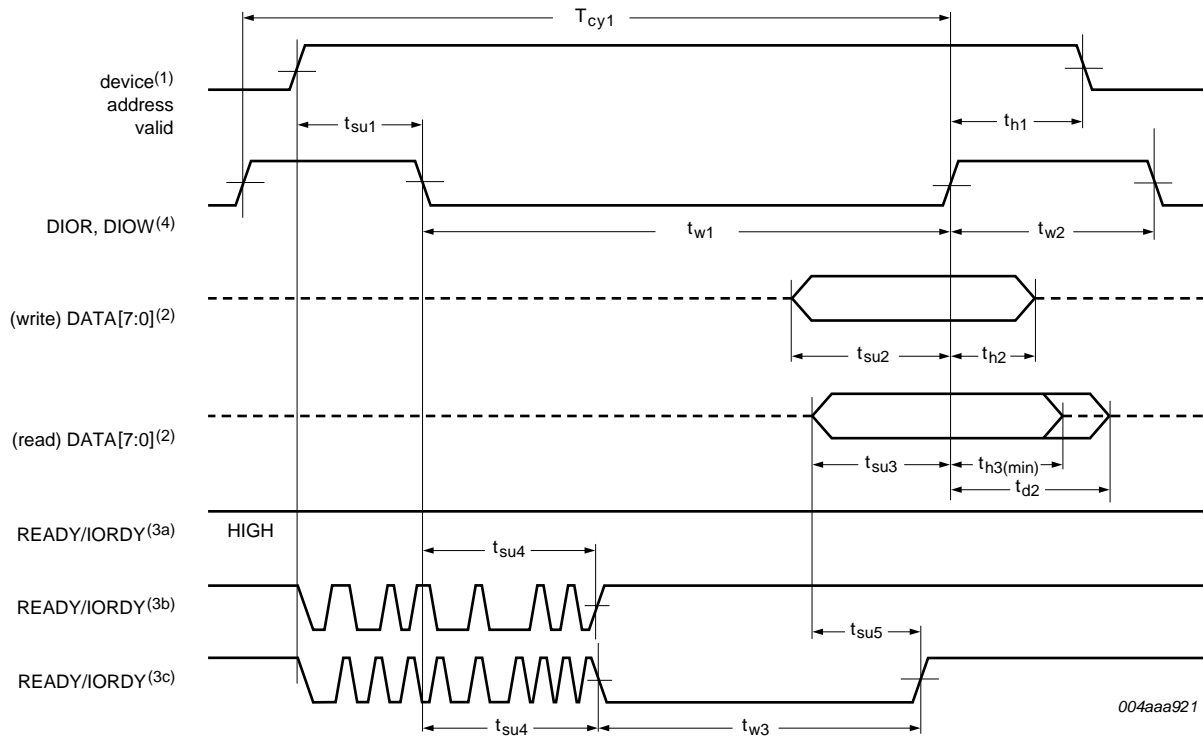 Tcy1
device(1)
address
valid
tsu1
th1
DIOR, DIOW(4)
tw1
tw2
(write) DATA[7:0](2)
tsu2
th2
(read) DATA[7:0](2)
tsu3
th3(min)
td2
READY/IORDY(3a)
HIGH
tsu4
READY/IORDY(3b)
tsu5
READY/IORDY(3c)
004aaa921
tsu4
tw3